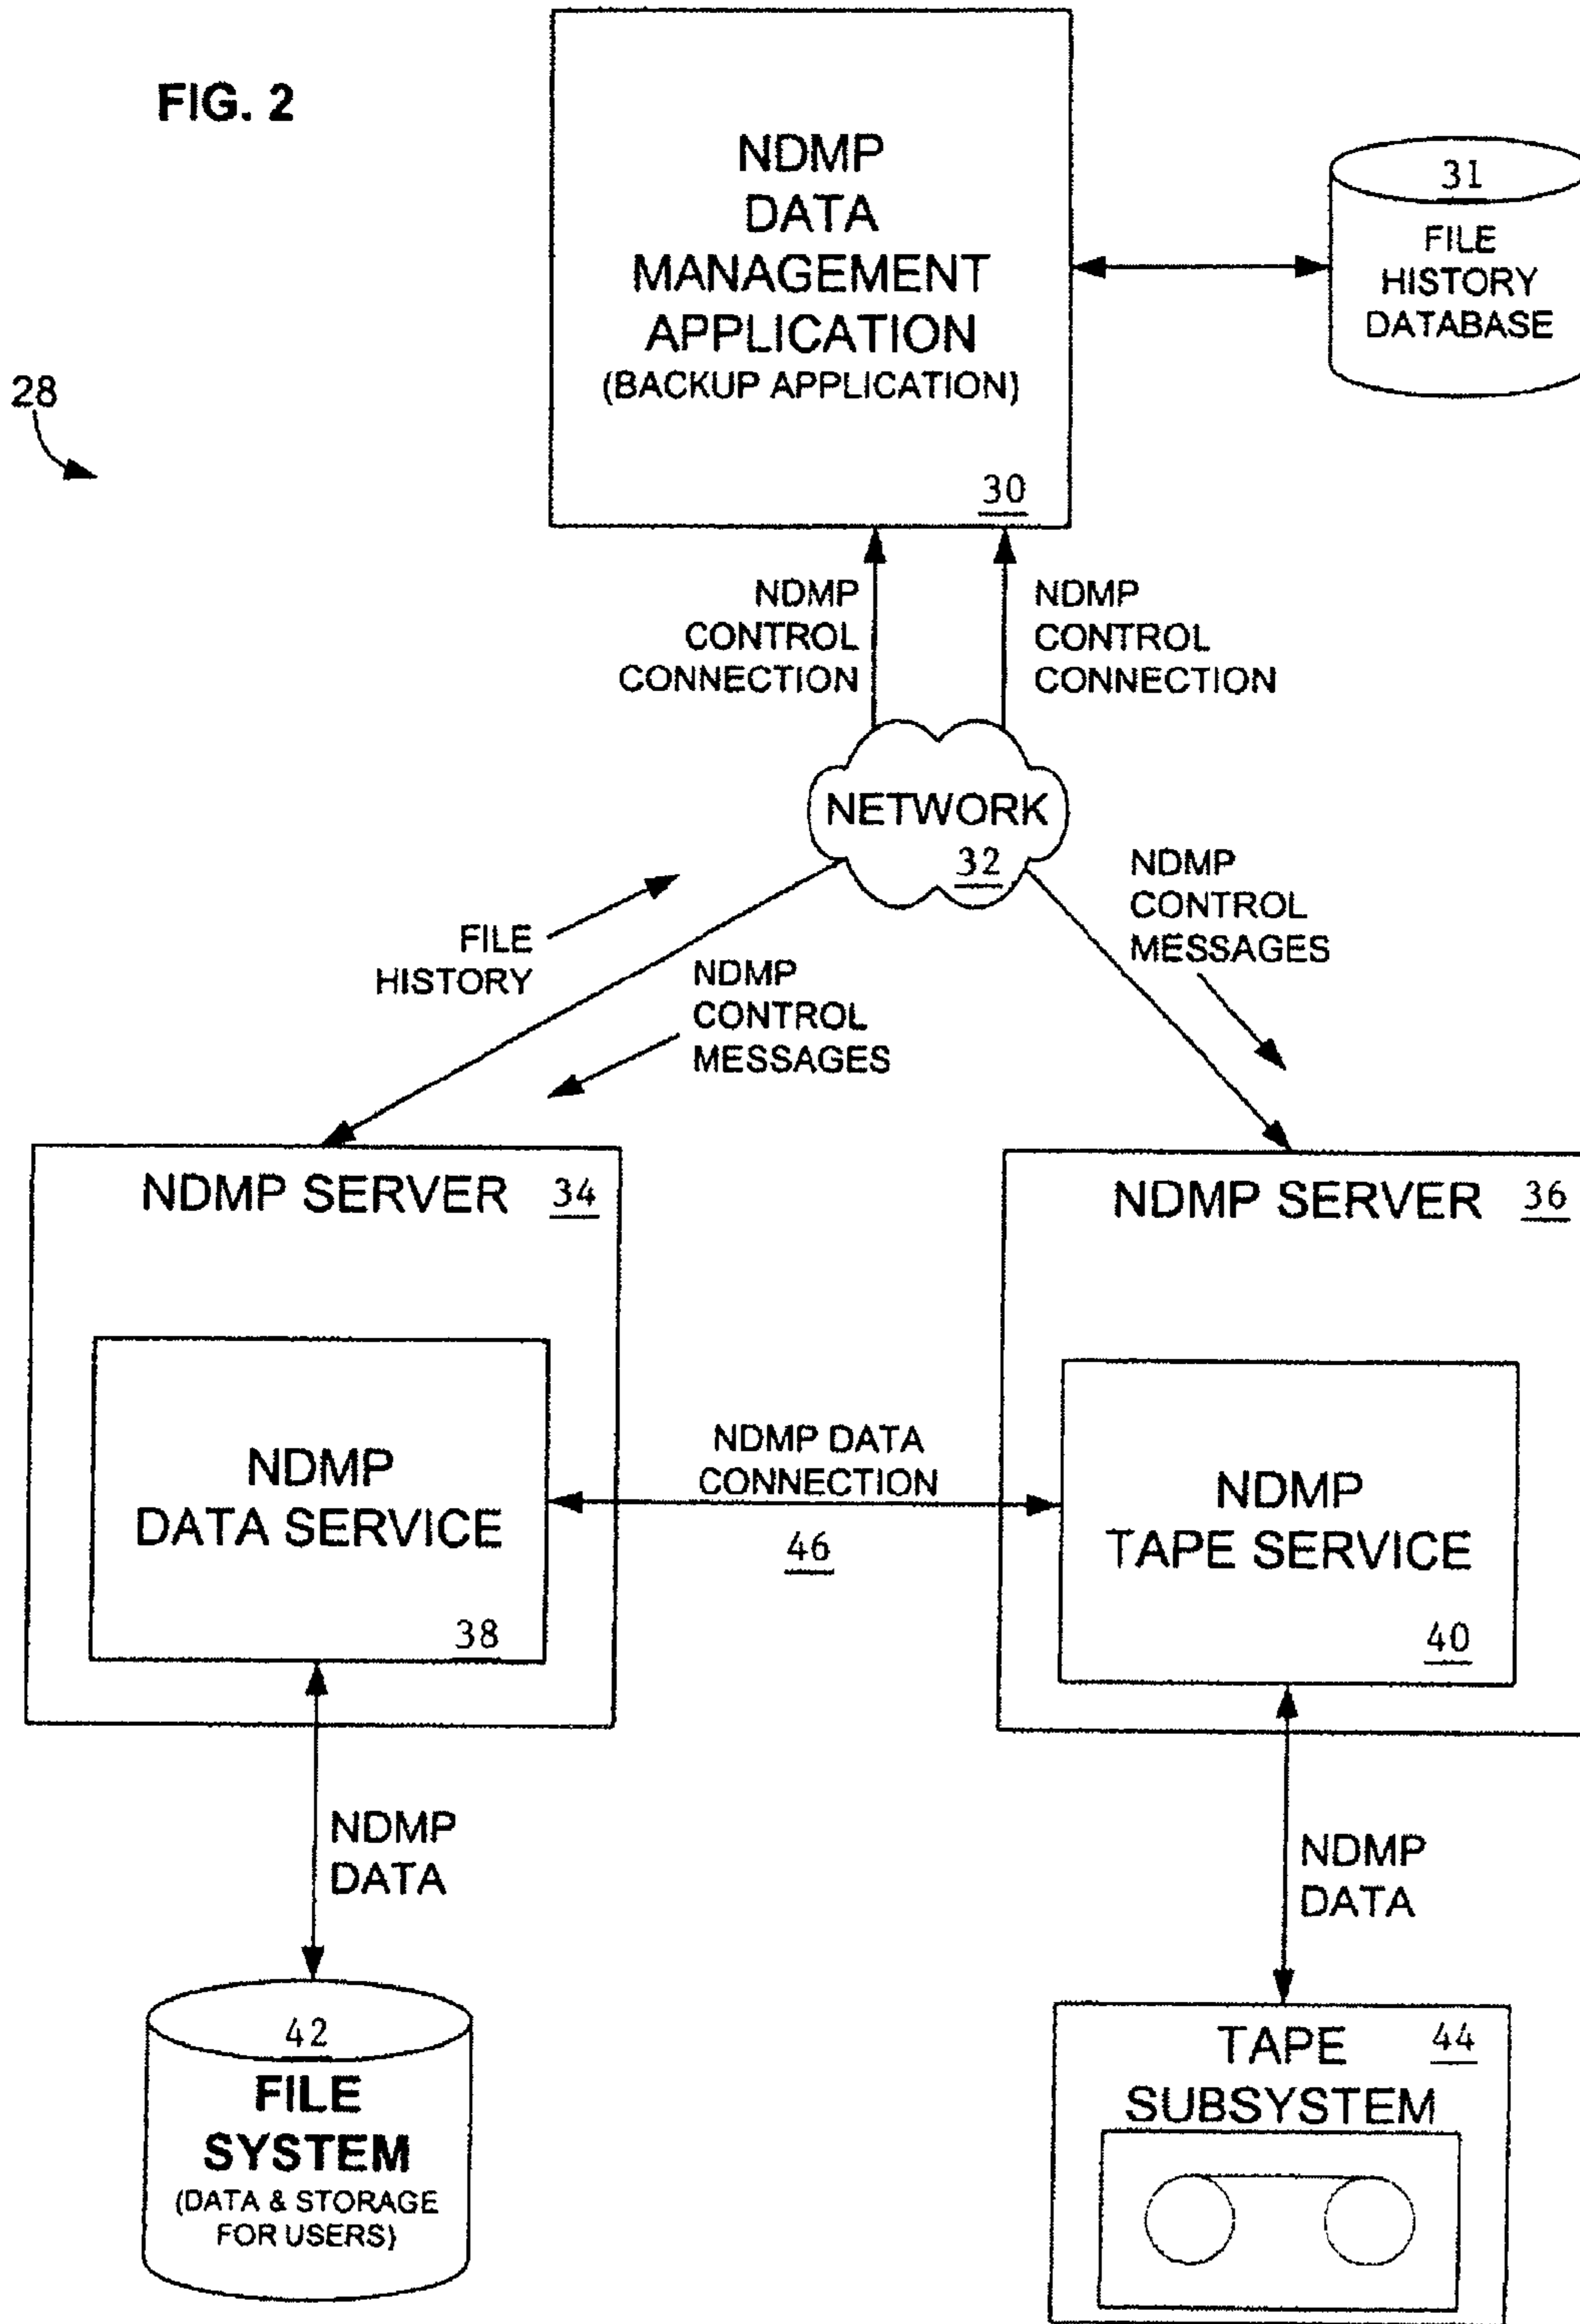 FIG. 2
NDMP
DATA
MANAGEMENT
APPLICATION
(BACKUP APPLICATION)
30
31
FILE
HISTORY
DATABASE
28
NDMP
CONTROL
CONNECTION
NDMP
CONTROL
CONNECTION
NETWORK
32
FILE
HISTORY
NDMP
CONTROL
MESSAGES
NDMP
CONTROL
MESSAGES
NDMP SERVER 34
NDMP
DATA SERVICE
38
NDMP DATA
CONNECTION
46
NDMP SERVER 36
NDMP
TAPE SERVICE
40
NDMP
DATA
NDMP
DATA
42
FILE
SYSTEM
(DATA & STORAGE
FOR USERS)
TAPE 44
SUBSYSTEM